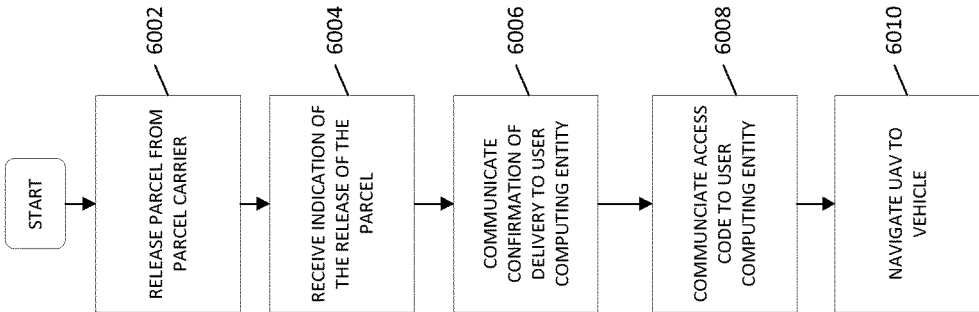 START
6002
RELEASE PARCEL FROM
PARCEL CARRIER
6004
RECEIVE INDICATION OF
THE RELEASE OF THE
PARCEL
6006
COMMUNICATE
CONFIRMATION OF
DELIVERY TO USER
COMPUTING ENTITY
6008
COMMUNCIATE ACCESS
CODE TO USER
COMPUTING ENTITY
6010
NAVIGATE UAV TO
VEHICLE